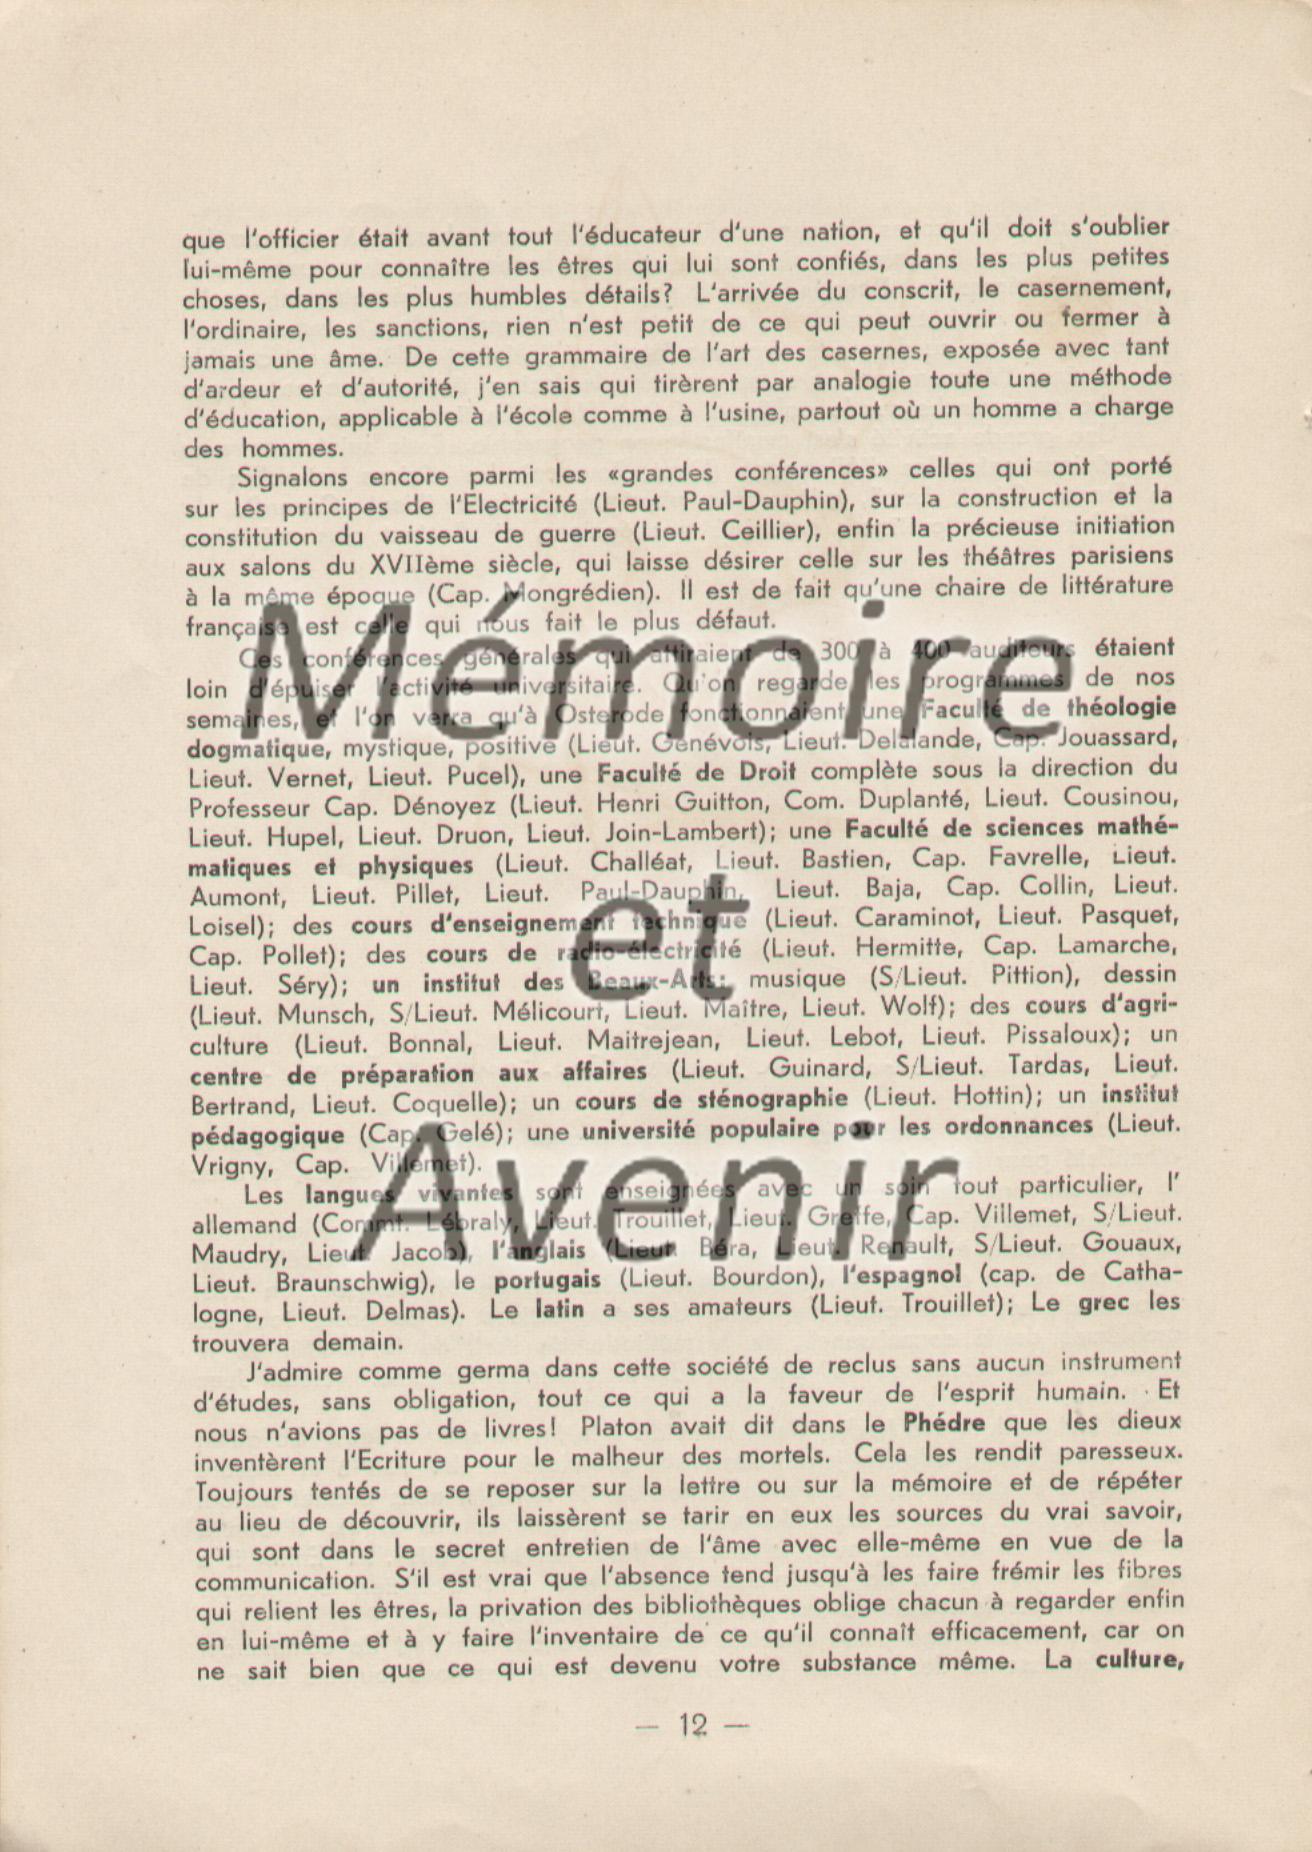 que l'officier était avant tout l'éducateur d'une nation, et qu'il doit s'oublier
lui-même pour connaître les êtres qui lui sont confiés, dans les plus petites
choses, dans les plus humbles détails? L'arrivée du conscrit, le casernement,
l'ordinaire, les sanctions, rien n'est petit de ce qui peut ouvrir ou fermer à
jamais une âme. De cette grammaire de l'art des casernes, exposée avec tant
d'ardeur et d'autorité, j'en sais qui tirèrent par analogie toute une méthode
d'éducation, applicable à l'école comme à l'usine, partout où un homme a charge
des hommes.
Signalons encore parmi les «grandes conférences» celles qui ont porté
sur les principes de l'Electricité (Lieut. Paul-Dauphin), sur la construction et la
constitution du vaisseau de guerre (Lieut. Ceillier), enfin la précieuse initiation
aux salons du XVIIème siècle, qui laisse désirer celle sur les théâtres parisiens
à la même époque (Cap. Mongrédien). Il est de fait qu'une chaire de littérature
française est celle qui nous fait le plus défaut.
Ces conférences générales qui attiraient de 300 à 400 auditeurs étaient
loin d'épuiser l'activité universitaire. Qu'on regarde les programmes de nos
semaines, et l'on verra qu'à Osterode fonctionnaient une Faculté de théologie
dogmatique, mystique, positive (Lieut. Genévois, Lieut. Delalande, Cap. Jouassard,
Lieut. Vernet, Lieut. Pucel), une Faculté de Droit complète sous la direction du
Professeur Cap. Dénoyez (Lieut. Henri Guitton, Com. Duplanté, Lieut. Cousinou,
Lieut. Hupel, Lieut. Druon, Lieut. Join-Lambert); une Faculté de sciences mathé-
matiques et physiques (Lieut. Challéat, Lieut. Bastien, Cap. Favrelle, Lieut.
Aumont, Lieut. Pillet, Lieut. Paul-Dauphin, Lieut. Baja, Cap. Collin, Lieut.
Loisel); des cours d'enseignement technique (Lieut. Caraminot, Lieut. Pasquet,
Cap. Pollet); des cours de radio-électricité (Lieut. Hermitte, Cap. Lamarche,
Lieut. Séry); un institut des Beaux-Arts: musique (S/Lieut. Pittion), dessin
(Lieut. Munsch, S/Lieut. Mélicourt, Lieut. Maître, Lieut. Wolf); des cours d'agri-
culture (Lieut. Bonnal, Lieut. Maitrejean, Lieut. Lebot, Lieut. Pissaloux); un
centre de préparation aux affaires (Lieut. Guinard, S/Lieut. Tardas, Lieut.
Bertrand, Lieut. Coquelle); un cours de sténographie (Lieut. Hottin); un institut
pédagogique (Cap. Gelé); une université populaire pour les ordonnances (Lieut.
Vrigny, Cap. Villemet).
Les langues vivantes sont enseignées avec un soin tout particulier, l'
allemand (Commt. Lébraly, Lieut. Trouillet, Lieut. Greffe, Cap. Villemet, S/Lieut.
Maudry, Lieut Jacob), l'anglais (Lieut. Béra, Lieut. Renault, S/Lieut. Gouaux,
Lieut. Braunschwig), le portugais (Lieut. Bourdon), l'espagnol (cap. de Catha-
logne, Lieut. Delmas). Le latin a ses amateurs (Lieut. Trouillet); Le grec les
trouvera demain.
J'admire comme germa dans cette société de reclus sans aucun instrument
d'études, sans obligation, tout ce qui a la faveur de l'esprit humain. Et
nous n'avions pas de livres! Platon avait dit dans le Phédre que les dieux
inventèrent l'Ecriture pour le malheur des mortels. Cela les rendit paresseux.
Toujours tentés de se reposer sur la lettre ou sur la mémoire et de répéter
au lieu de découvrir, ils laissèrent se tarir en eux les sources du vrai savoir,
qui sont dans le secret entretien de l'âme avec elle-même en vue de la
communication. S'il est vrai que l'absence tend jusqu'à les faire frémir les fibres
qui relient les êtres, la privation des bibliothèques oblige chacun à regarder enfin
en lui-même et à y faire l'inventaire de ce qu'il connaît efficacement, car on
ne sait bien que ce qui est devenu votre substance même. La culture,
— 12 —
Mémoire
et
Avenir